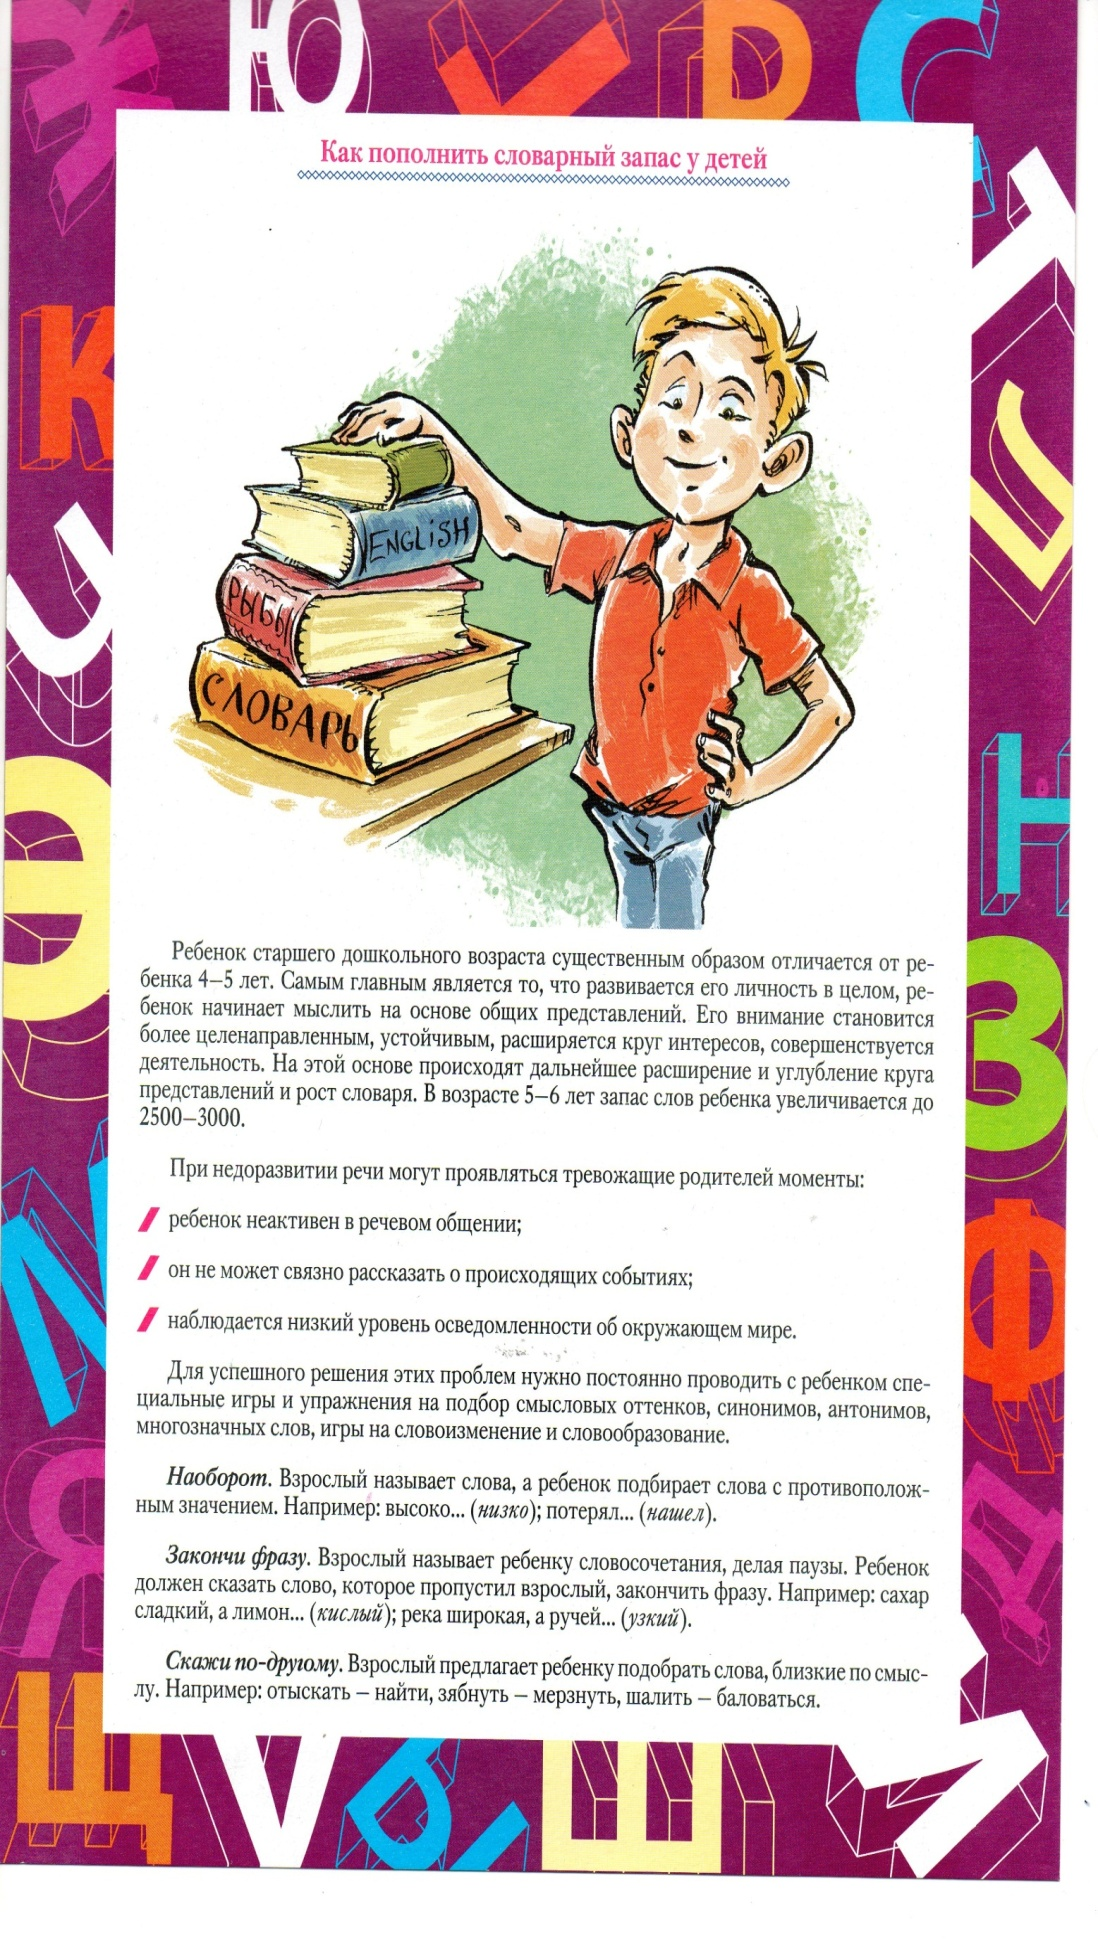 Как пополнить словарный запас у детей
ENGLISH
РЫБЫ
СЛОВАРЬ
Ребенок старшего дошкольного возраста существенным образом отличается от ре-
бенка 4–5 лет. Самым главным является то, что развивается его личность в целом, ре-
бенок начинает мыслить на основе общих представлений. Его внимание становится
более целенаправленным, устойчивым, расширяется круг интересов, совершенствуется
деятельность. На этой основе происходят дальнейшее расширение и углубление круга
представлений и рост словаря. В возрасте 5–6 лет запас слов ребенка увеличивается до
2500–3000.
При недоразвитии речи могут проявляться тревожащие родителей моменты:
ребенок неактивен в речевом общении;
он не может связно рассказать о происходящих событиях;
наблюдается низкий уровень осведомленности об окружающем мире.
Для успешного решения этих проблем нужно постоянно проводить с ребенком спе-
циальные игры и упражнения на подбор смысловых оттенков, синонимов, антонимов,
многозначных слов, игры на словоизменение и словообразование.
Наоборот. Взрослый называет слова, а ребенок подбирает слова с противополож-
ным значением. Например: высоко... (низко); потерял... (нашел).
Закончи фразу. Взрослый называет ребенку словосочетания, делая паузы. Ребенок
должен сказать слово, которое пропустил взрослый, закончить фразу. Например: сахар
сладкий, а лимон... (кислый); река широкая, а ручей... (узкий).
Скажи по-другому. Взрослый предлагает ребенку подобрать слова, близкие по смыс-
лу. Например: отыскать – найти, зябнуть – мерзнуть, шалить – баловаться.